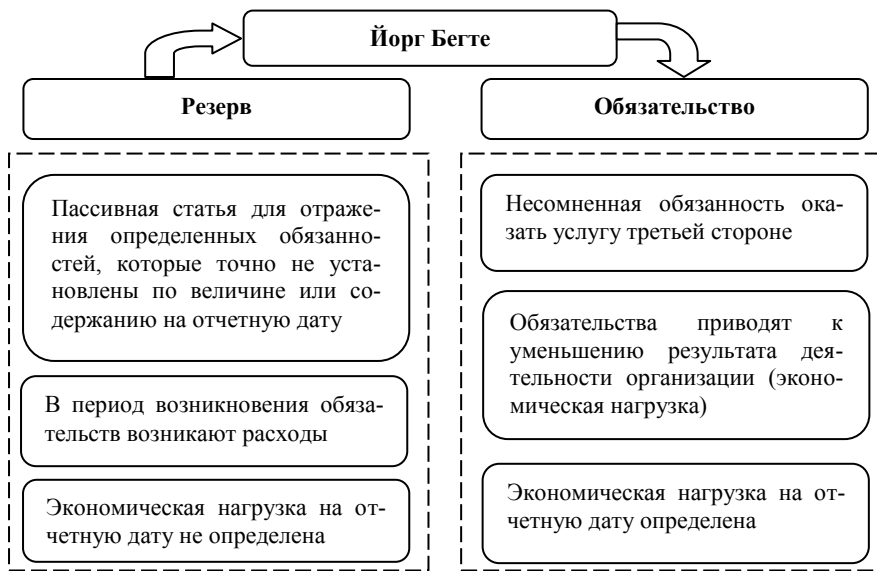 Йорг Бегте
Резерв
Обязательство
Пассивная статья для отраже-
ния определенных обязанно-
стей, которые точно не уста-
новлены по величине или со-
держанию на отчетную дату
В период возникновения обяза-
тельств возникают расходы
Экономическая нагрузка на от-
четную дату не определена
Несомненная обязанность ока-
зать услугу третьей стороне
Обязательства приводят к
уменьшению результата дея-
тельности организации (эконо-
мическая нагрузка)
Экономическая нагрузка на от-
четную дату определена